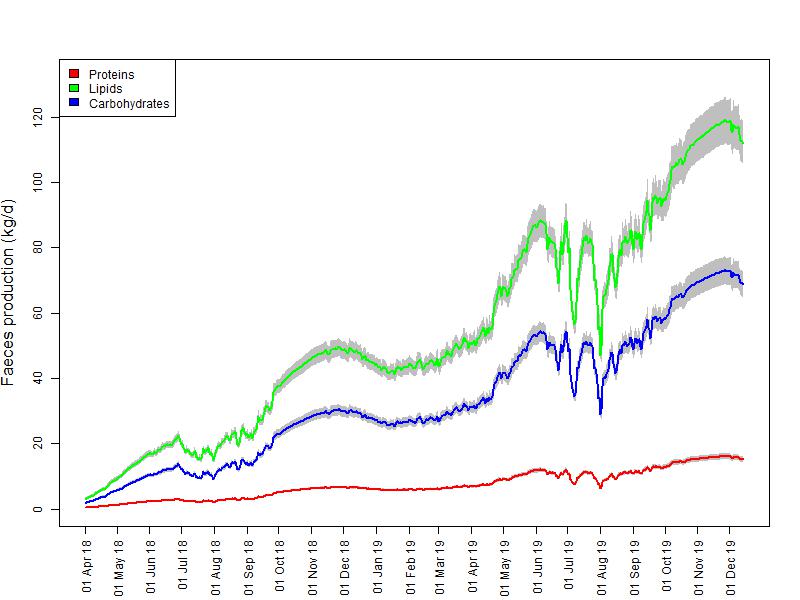 Proteins
Lipids
Carbohydrates
Faeces production (kg/d)
120
100
80
60
40
20
0
01 Apr 18
01 May 18
01 Jun 18
01 Jul 18
01 Aug 18
01 Sep 18
01 Oct 18
01 Nov 18
01 Dec 18
01 Jan 19
01 Feb 19
01 Mar 19
01 Apr 19
01 May 19
01 Jun 19
01 Jul 19
01 Aug 19
01 Sep 19
01 Oct 19
01 Nov 19
01 Dec 19